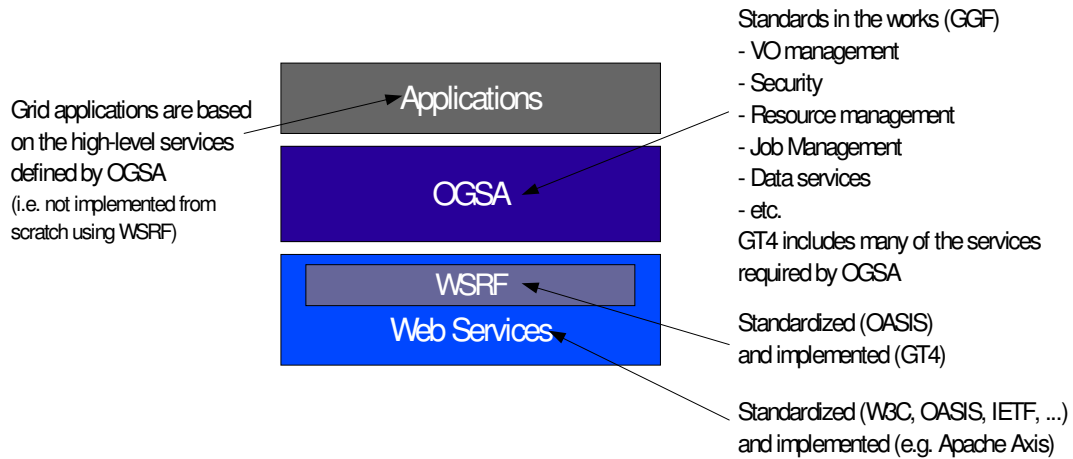 Grid applications are based
on the high-level services
defined by OGSA
(i.e. not implemented from
scratch using WSRF)
Applications
OGSA
WSRF
Web Services
Standards in the works (GGF)
- VO management
- Security
- Resource management
- Job Management
- Data services
- etc.
GT4 includes many of the services
required by OGSA
Standardized (OASIS)
and implemented (GT4)
Standardized (W3C, OASIS, IETF, ...)
and implemented (e.g. Apache Axis)